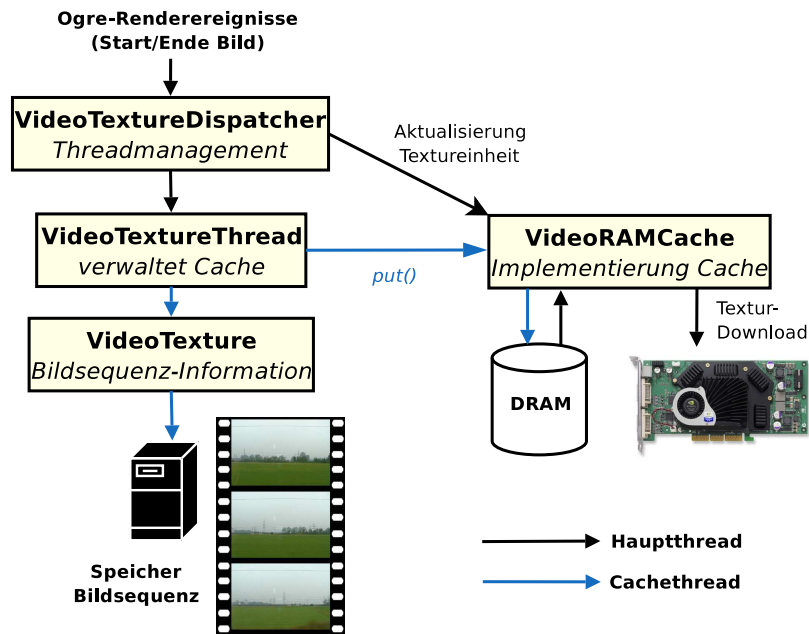 Ogre-Renderereignisse
(Start/Ende Bild)
VideoTextureDispatcher
Threadmanagement
Aktualisierung
Textureinheit
VideoTextureThread
verwaltet Cache
put()
VideoRAMCache
Implementierung Cache
VideoTexture
Bildsequenz-Information
Textur-
Download
DRAM
Speicher
Bildsequenz
Hauptthread
Cachethread